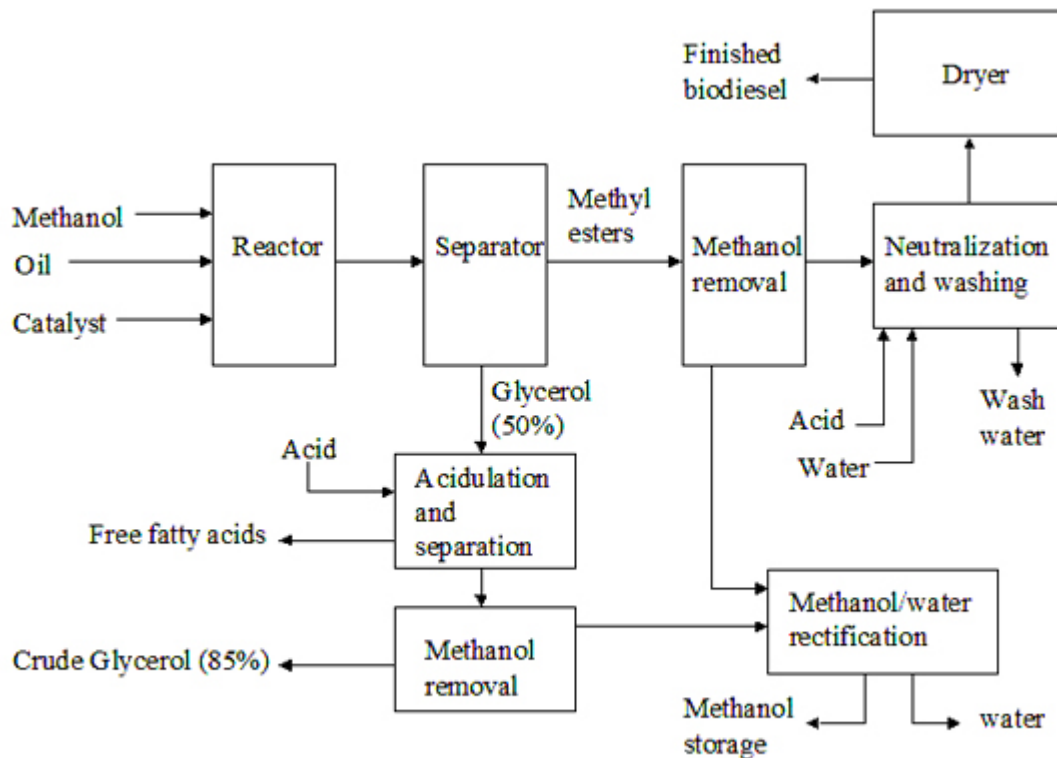 Finished
biodiesel
Dryer
Methanol
Oil
Catalyst
Reactor
Separator
Methyl
esters
Methanol
removal
Neutralization
and washing
Glycerol
(50%)
Acid
Water
Wash
water
Acid
Acidulation
and
separation
Free fatty acids
Methanol/water
rectification
Crude Glycerol (85%)
Methanol
removal
Methanol
storage
water